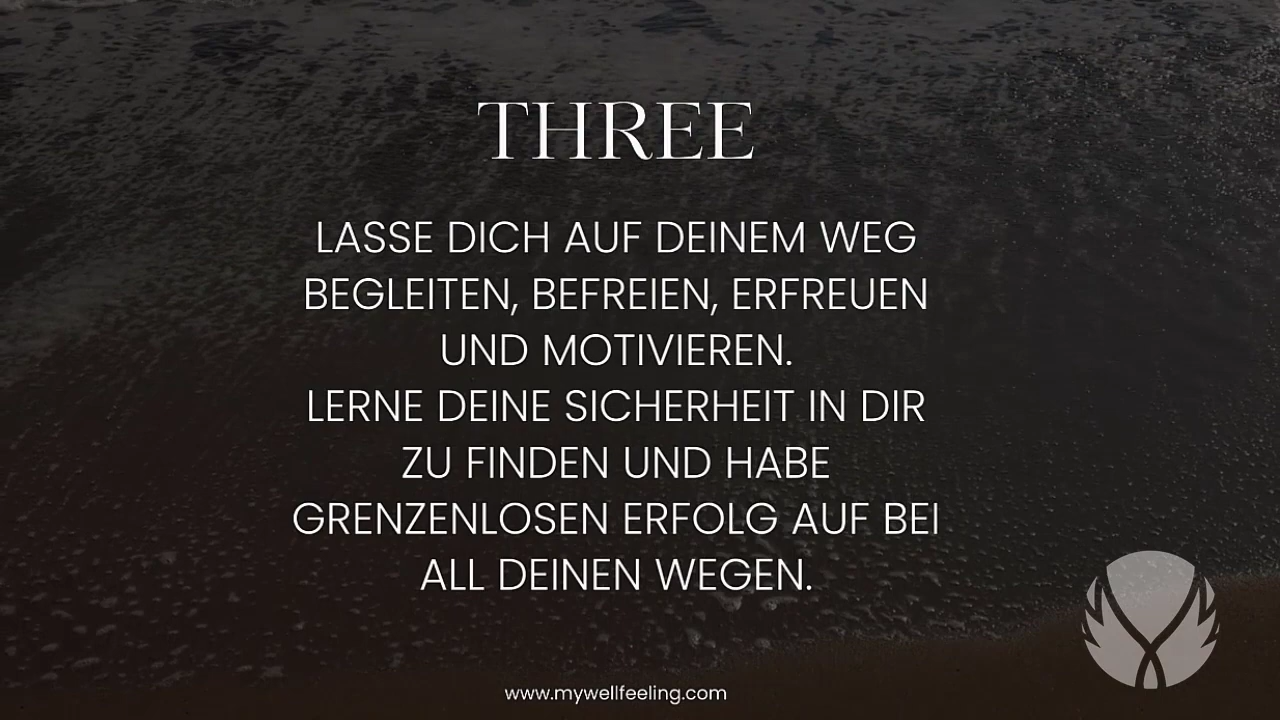 THREE
LASSE DICH AUF DEINEM WEG
BEGLEITEN, BEFREIEN, ERFREUEN
UND MOTIVIEREN.
LERNE DEINE SICHERHEIT IN DIR
ZU FINDEN UND HABE
GRENZENLOSEN ERFOLG AUF BEI
ALL DEINEN WEGEN.
www.mywellfeeling.com